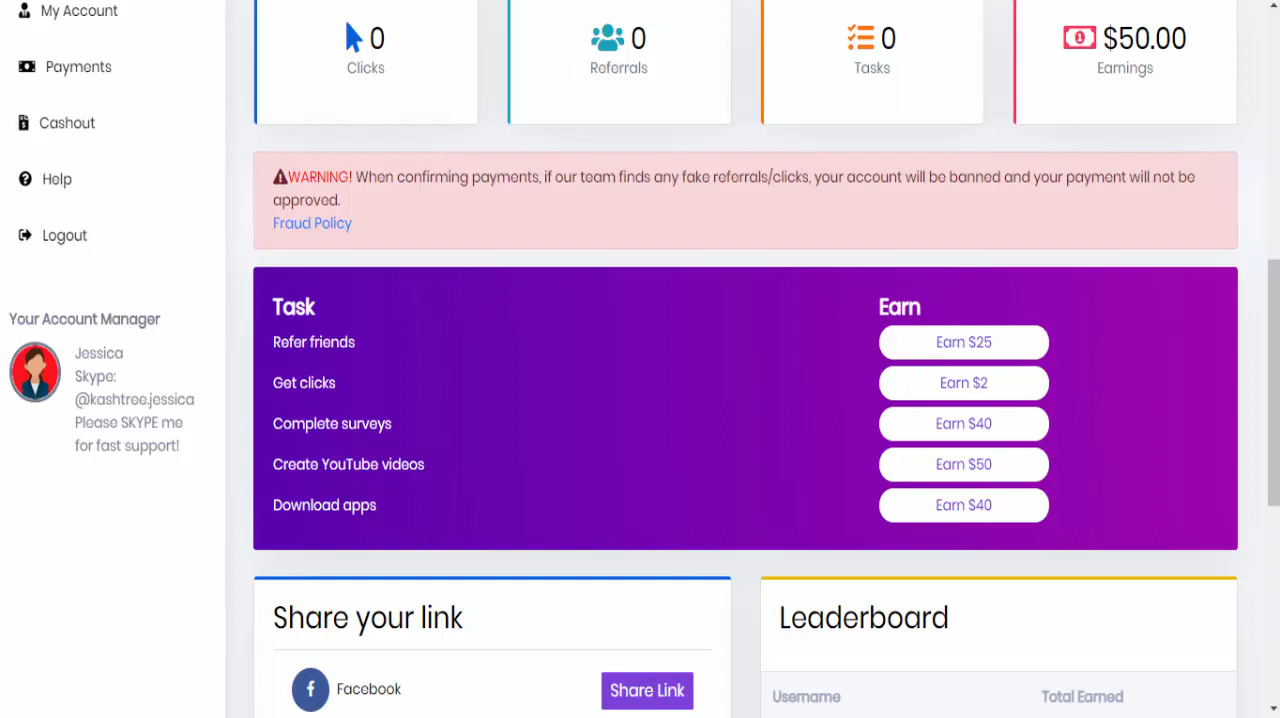 My Account
Payments
Cashout
Help
Logout
Your Account Manager
Jessica
Skype:
@kashtree.jessica
Please SKYPE me
for fast support!
0
Clicks
0
Referrals
0
Tasks
$50.00
Earnings
WARNING! When confirming payments, if our team finds any fake referrals/clicks, your account will be banned and your payment will not be
approved.
Fraud Policy
Task Earn
Refer friends Earn $25
Get clicks Earn $2
Complete surveys Earn $40
Create YouTube videos Earn $50
Download apps Earn $40
Share your link
Facebook Share Link
Leaderboard
Username Total Earned